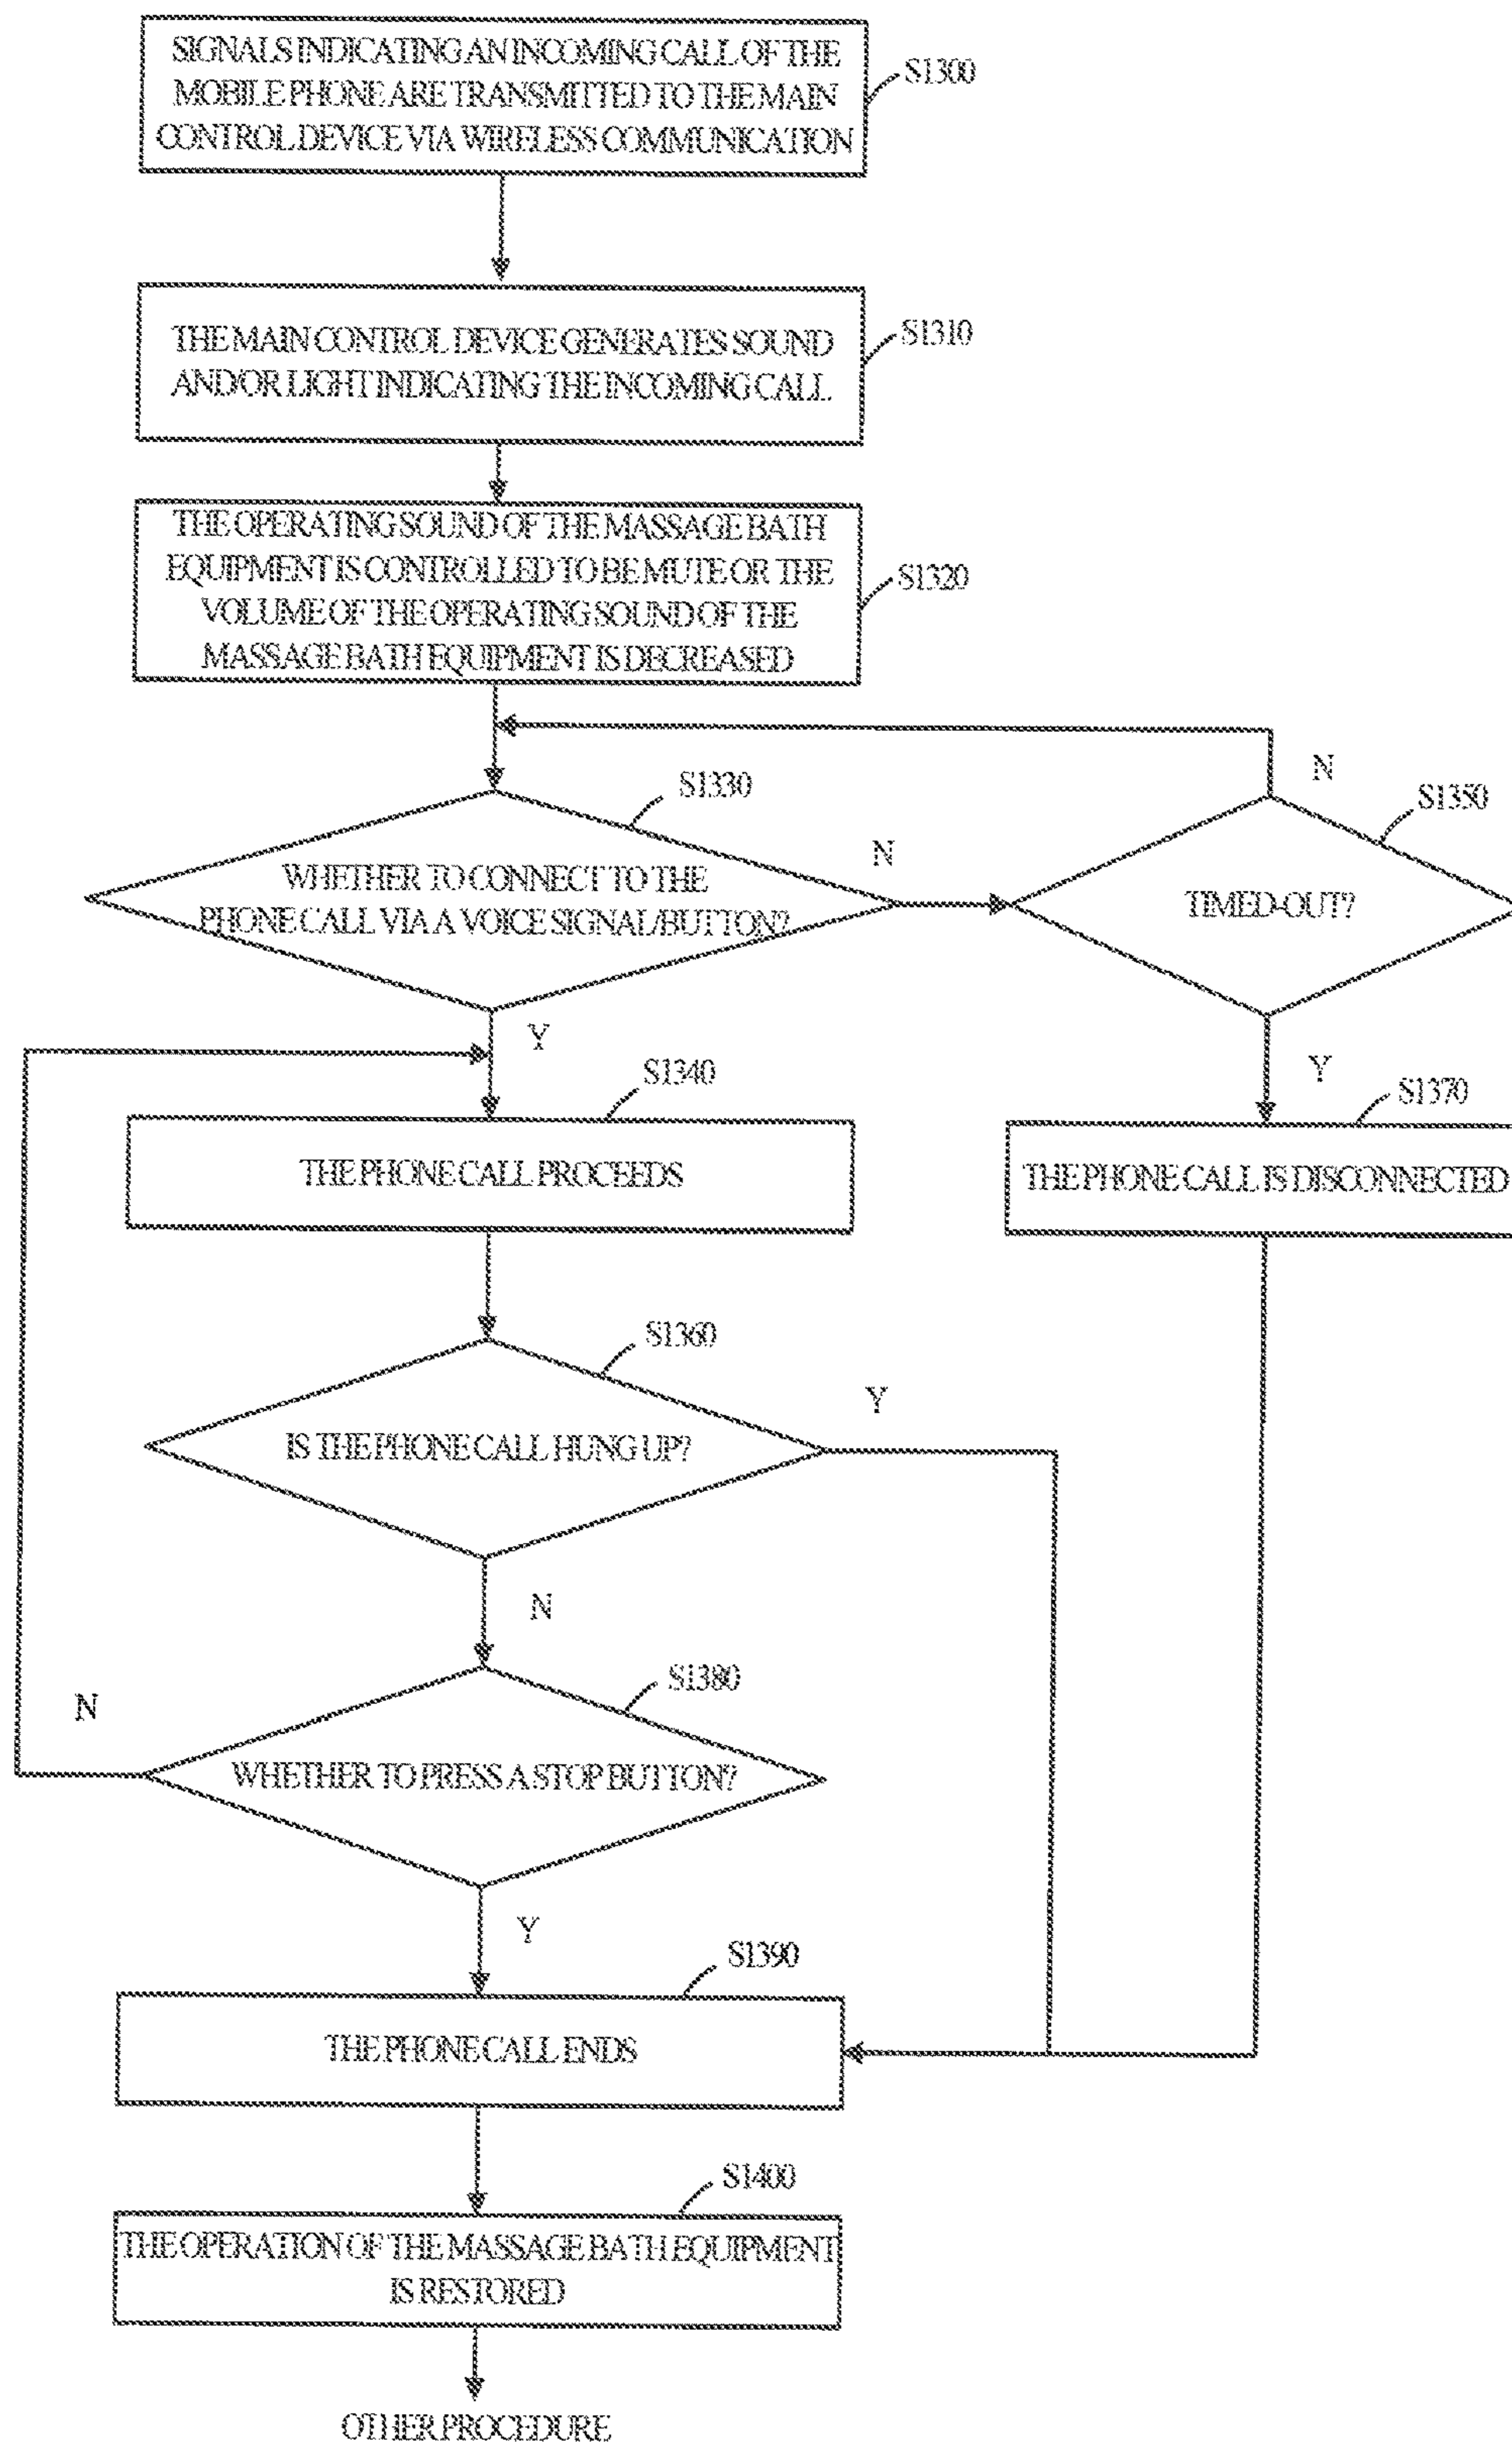 SIGNALS INDICATING AN INCOMING CALL OF THE
MOBILE PHONE ARE TRANSMITTED TO THE MAIN
CONTROL DEVICE VIA WIRELESS COMMUNICATION
S1300
THE MAIN CONTROL DEVICE GENERATES SOUND
AND/OR LIGHT INDICATING THE INCOMING CALL
S1310
THE OPERATING SOUND OF THE MASSAGE BATH
EQUIPMENT IS CONTROLLED TO BE MUTE OR THE
VOLUME OF THE OPERATING SOUND OF THE
MASSAGE BATH EQUIPMENT IS DECREASED
S1320
N
S1330
S1350
N
WHETHER TO CONNECT TO THE
PHONE CALL VIA A VOICE SIGNAL/BUTTON?
TIMED-OUT?
Y
Y
S1340
S1370
THE PHONE CALL PROCEEDS
THE PHONE CALL IS DISCONNECTED
S1360
Y
IS THE PHONE CALL HUNG UP?
N
S1380
N
WHETHER TO PRESS A STOP BUTTON?
Y
S1390
THE PHONE CALL ENDS
S1400
THE OPERATION OF THE MASSAGE BATH EQUIPMENT
IS RESTORED
OTHER PROCEDURE